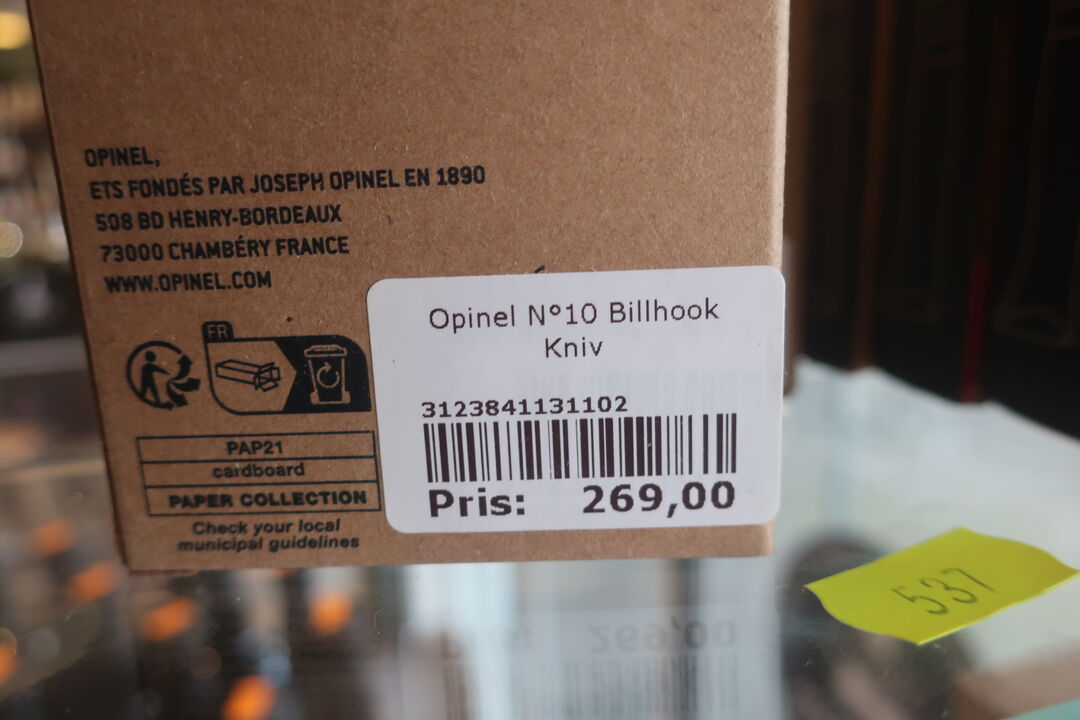 OPINEL,
ETS FONDÉS PAR JOSEPH OPINEL EN 1890
508 BD HENRY-BORDEAUX
73000 CHAMBÉRY FRANCE
WWW.OPINEL.COM
FR
PAP21
cardboard
PAPER COLLECTION
Check your local
municipal guidelines
Opinel N°10 Billhook
Kniv
3123841131102
Pris: 269,00
537